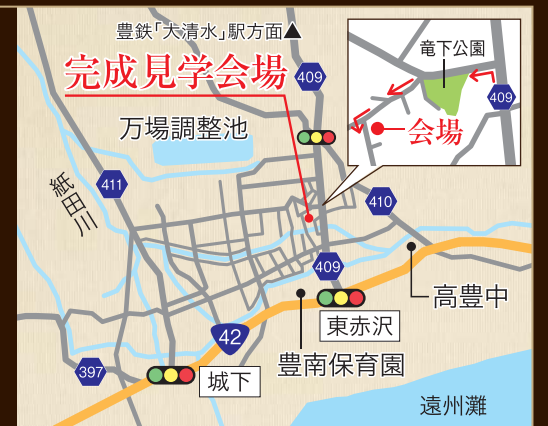 豊鉄「大清水」駅方面▲
完成見学会場
409
竜下公園
409
会場
万場調整池
411
紙田川
410
409
高豊中
東赤沢
42
豊南保育園
397
城下
遠州灘